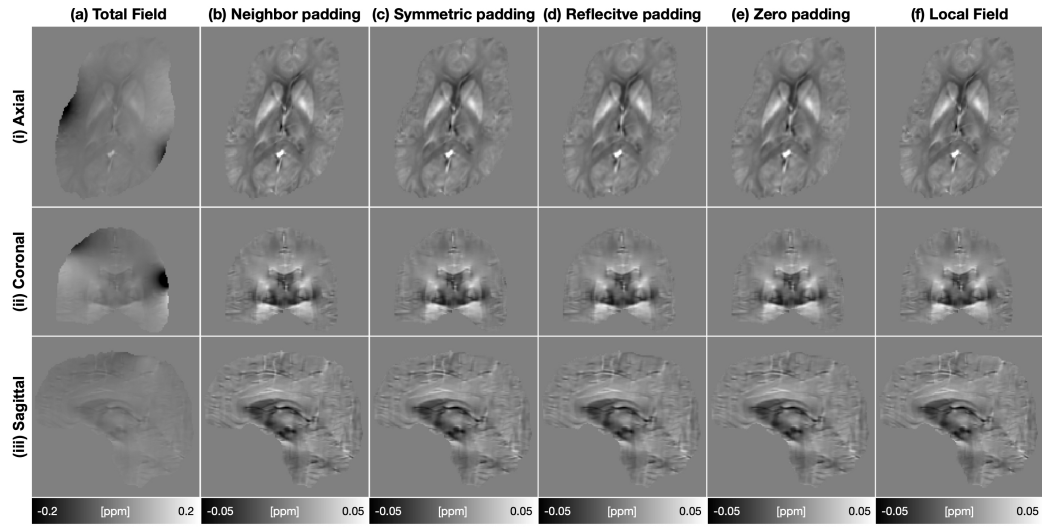 (a) Total Field (b) Neighbor padding (c) Symmetric padding (d) Reflecitve padding (e) Zero padding (f) Local Field
(i) Axial
(ii) Coronal
(iii) Sagittal
-0.2 [ppm] 0.2 -0.05 [ppm] 0.05 -0.05 [ppm] 0.05 -0.05 [ppm] 0.05 -0.05 [ppm] 0.05 -0.05 [ppm] 0.05